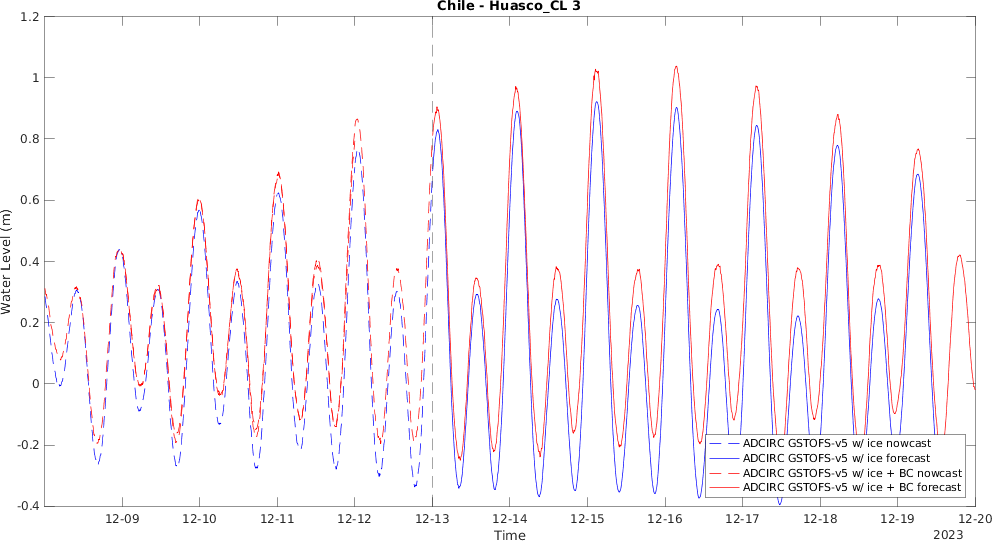 Chile - Huasco_CL 3
1.2
1
0.8
0.6
0.4
0.2
0
-0.2
-0.4
Water Level (m)
ADCIRC GSTOFS-v5 w/ ice nowcast
ADCIRC GSTOFS-v5 w/ ice forecast
ADCIRC GSTOFS-v5 w/ ice + BC nowcast
ADCIRC GSTOFS-v5 w/ ice + BC forecast
12-09 12-10 12-11 12-12 12-13 12-14 12-15 12-16 12-17 12-18 12-19 12-20
Time
2023